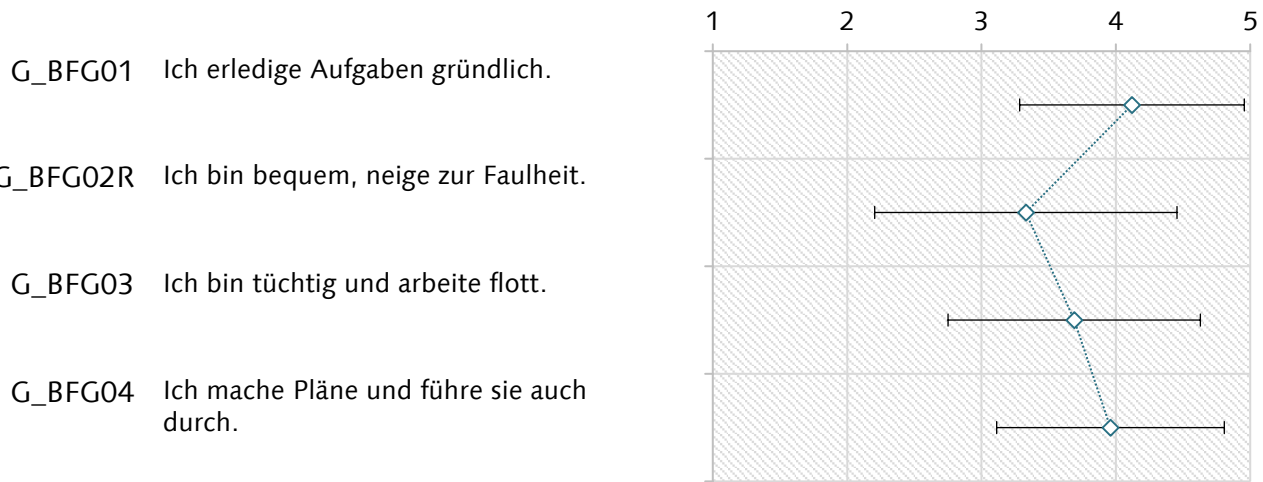 1 2 3 4 5
G_BFG01 Ich erledige Aufgaben gründlich.
G_BFG02R Ich bin bequem, neige zur Faulheit.
G_BFG03 Ich bin tüchtig und arbeite flott.
G_BFG04 Ich mache Pläne und führe sie auch
durch.